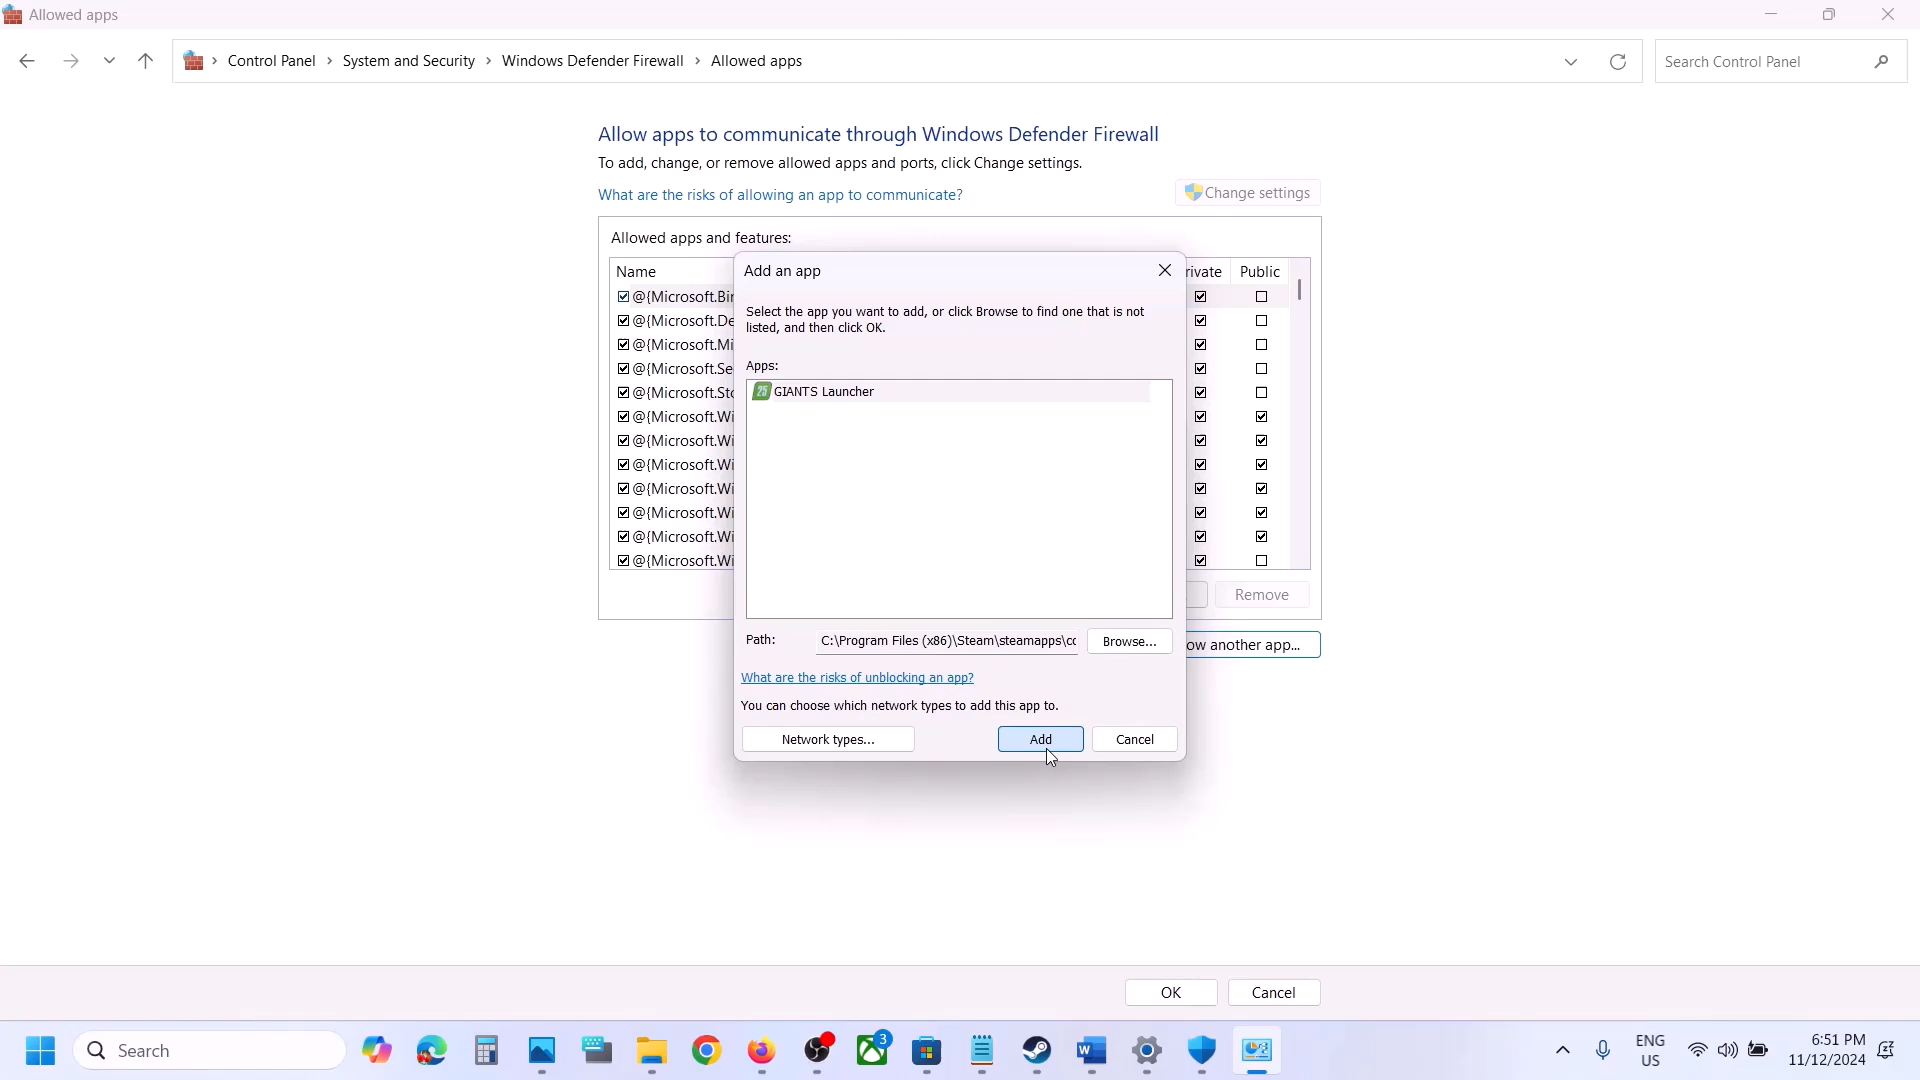 Allowed apps
Control Panel > System and Security > Windows Defender Firewall > Allowed apps
Search Control Panel
Allow apps to communicate through Windows Defender Firewall
To add, change, or remove allowed apps and ports, click Change settings.
What are the risks of allowing an app to communicate?
Change settings
Allowed apps and features:
Name
rivate
Public
@{Microsoft.Bin
@{Microsoft.De
@{Microsoft.Mi
@{Microsoft.Se
@{Microsoft.Sto
@{Microsoft.Wi
@{Microsoft.Wi
@{Microsoft.Wi
@{Microsoft.Wi
@{Microsoft.Wi
@{Microsoft.Wi
@{Microsoft.Wi
Add an app
Select the app you want to add, or click Browse to find one that is not
listed, and then click OK.
Apps:
25 GIANTS Launcher
Path:
C:\Program Files (x86)\Steam\steamapps\co
Browse...
What are the risks of unblocking an app?
You can choose which network types to add this app to.
Network types...
Add
Cancel
Remove
ow another app...
OK
Cancel
Search
3
ENG
US
6:51 PM
11/12/2024